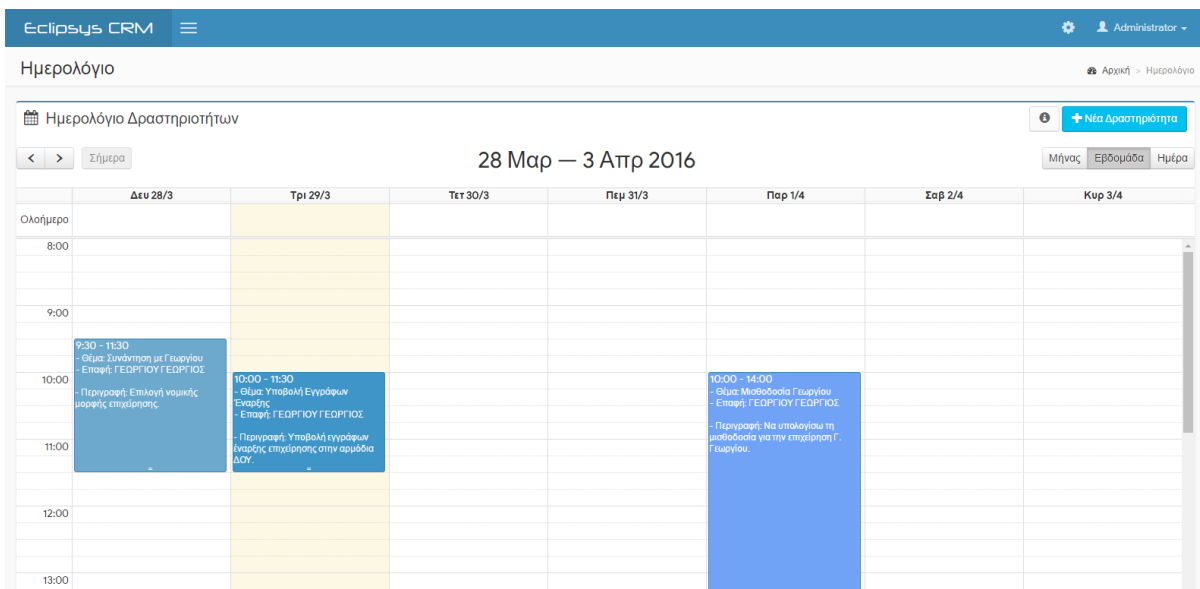 Eclipsys CRM
Administrator
Ημερολόγιο
Αρχική > Ημερολόγιο
Ημερολόγιο Δραστηριοτήτων
Νέα Δραστηριότητα
Σήμερα
28 Μαρ — 3 Απρ 2016
Μήνας Εβδομάδα Ημέρα
Δευ 28/3 Τρι 29/3 Τετ 30/3 Πεμ 31/3 Παρ 1/4 Σαβ 2/4 Κυρ 3/4
Ολοήμερο
8:00
9:00
9:30 - 11:30
- Θέμα: Συνάντηση με Γεωργίου
- Επαφή: ΓΕΩΡΓΙΟΥ ΓΕΩΡΓΙΟΣ
- Περιγραφή: Επιλογή νομικής
μορφής επιχείρησης.
10:00
10:00 - 11:30
- Θέμα: Υποβολή Εγγράφων
Έναρξης
- Επαφή: ΓΕΩΡΓΙΟΥ ΓΕΩΡΓΙΟΣ
- Περιγραφή: Υποβολή εγγράφων
έναρξης επιχείρησης στην αρμόδια
ΔΟΥ.
10:00 - 14:00
- Θέμα: Μισθοδοσία Γεωργίου
- Επαφή: ΓΕΩΡΓΙΟΥ ΓΕΩΡΓΙΟΣ
- Περιγραφή: Να υπολογίσω τη
μισθοδοσία για την επιχείρηση Γ.
Γεωργίου.
11:00
12:00
13:00